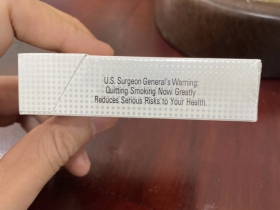 U.S. Surgeon General's Warning:
Quitting Smoking Now Greatly
Reduces Serious Risks to Your Health.